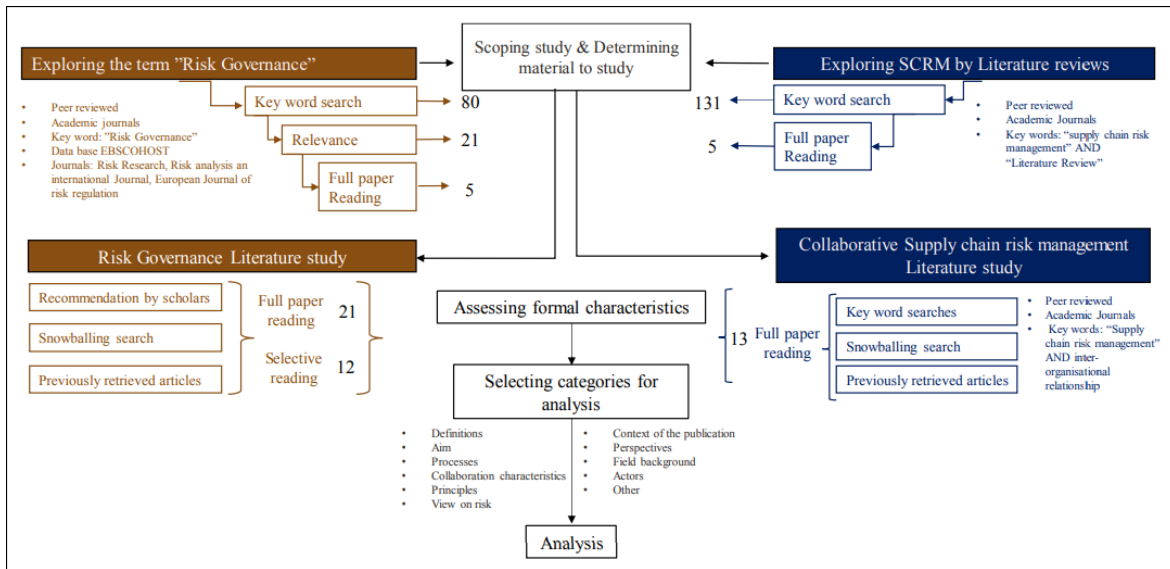 Scoping study & Determining
material to study
Exploring the term "Risk Governance"
Key word search
80
Relevance
21
Full paper
Reading
5
• Peer reviewed
• Academic journals
• Key word: "Risk Governance"
• Data base EBSCOHOST
• Journals: Risk Research, Risk analysis an
international Journal, European Journal of
risk regulation
Exploring SCRM by Literature reviews
131
Key word search
5
Full paper
Reading
• Peer reviewed
• Academic Journals
• Key words: "supply chain risk
management" AND
"Literature Review"
Risk Governance Literature study
Recommendation by scholars
Snowballing search
Previously retrieved articles
Full paper
reading
21
Selective
reading
12
Collaborative Supply chain risk management
Literature study
13
Full paper
reading
Key word searches
Snowballing search
Previously retrieved articles
• Peer reviewed
• Academic Journals
• Key words: "Supply
chain risk management"
AND inter-
organisational
relationship
Assessing formal characteristics
Selecting categories for
analysis
• Definitions
• Aim
• Processes
• Collaboration characteristics
• Principles
• View on risk
• Context of the publication
• Perspectives
• Field background
• Actors
• Other
Analysis